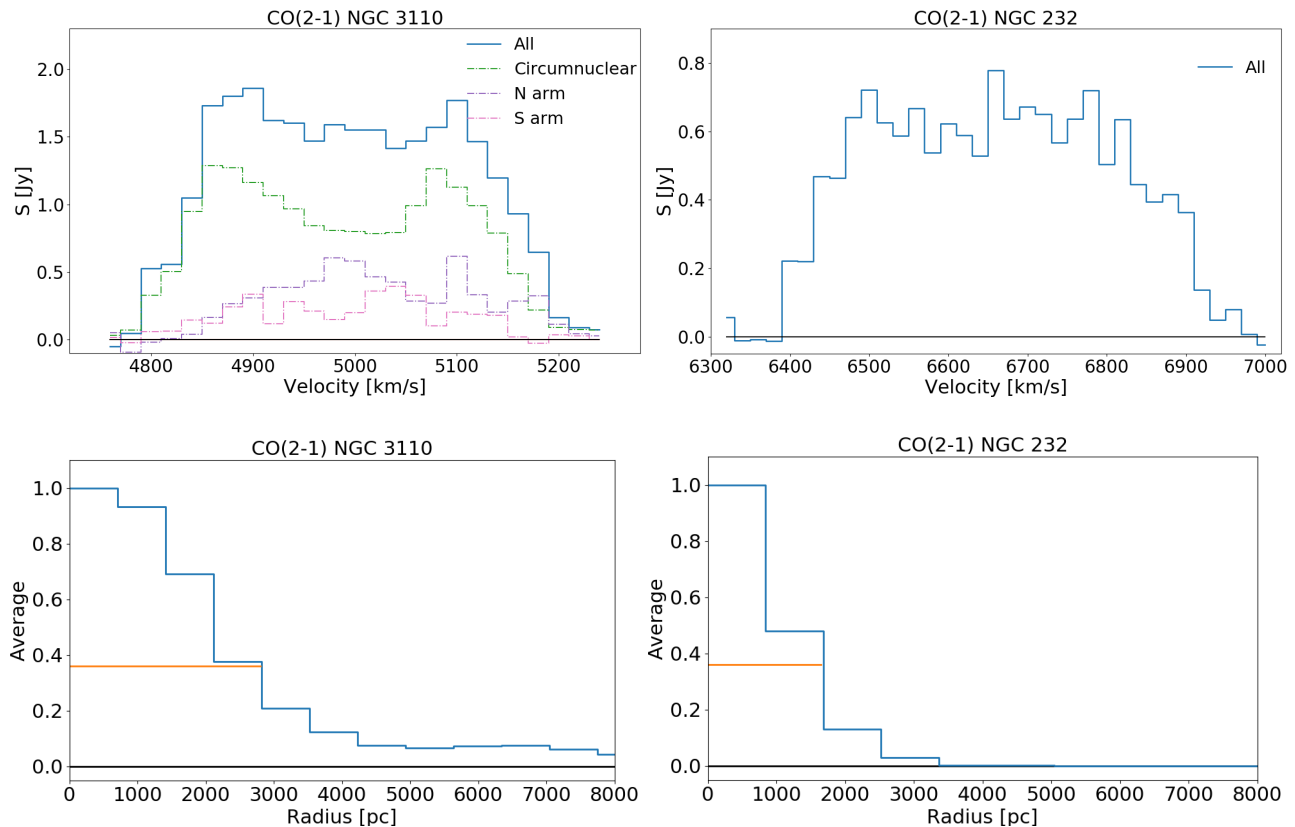 CO(2-1) NGC 3110
S [Jy]
2.0
1.5
1.0
0.5
0.0
All
Circumnuclear
N arm
S arm
4800 4900 5000 5100 5200
Velocity [km/s]
CO(2-1) NGC 232
S [Jy]
0.8
0.6
0.4
0.2
0.0
All
6300 6400 6500 6600 6700 6800 6900 7000
Velocity [km/s]
CO(2-1) NGC 3110
Average
1.0
0.8
0.6
0.4
0.2
0.0
0 1000 2000 3000 4000 5000 6000 7000 8000
Radius [pc]
CO(2-1) NGC 232
Average
1.0
0.8
0.6
0.4
0.2
0.0
0 1000 2000 3000 4000 5000 6000 7000 8000
Radius [pc]